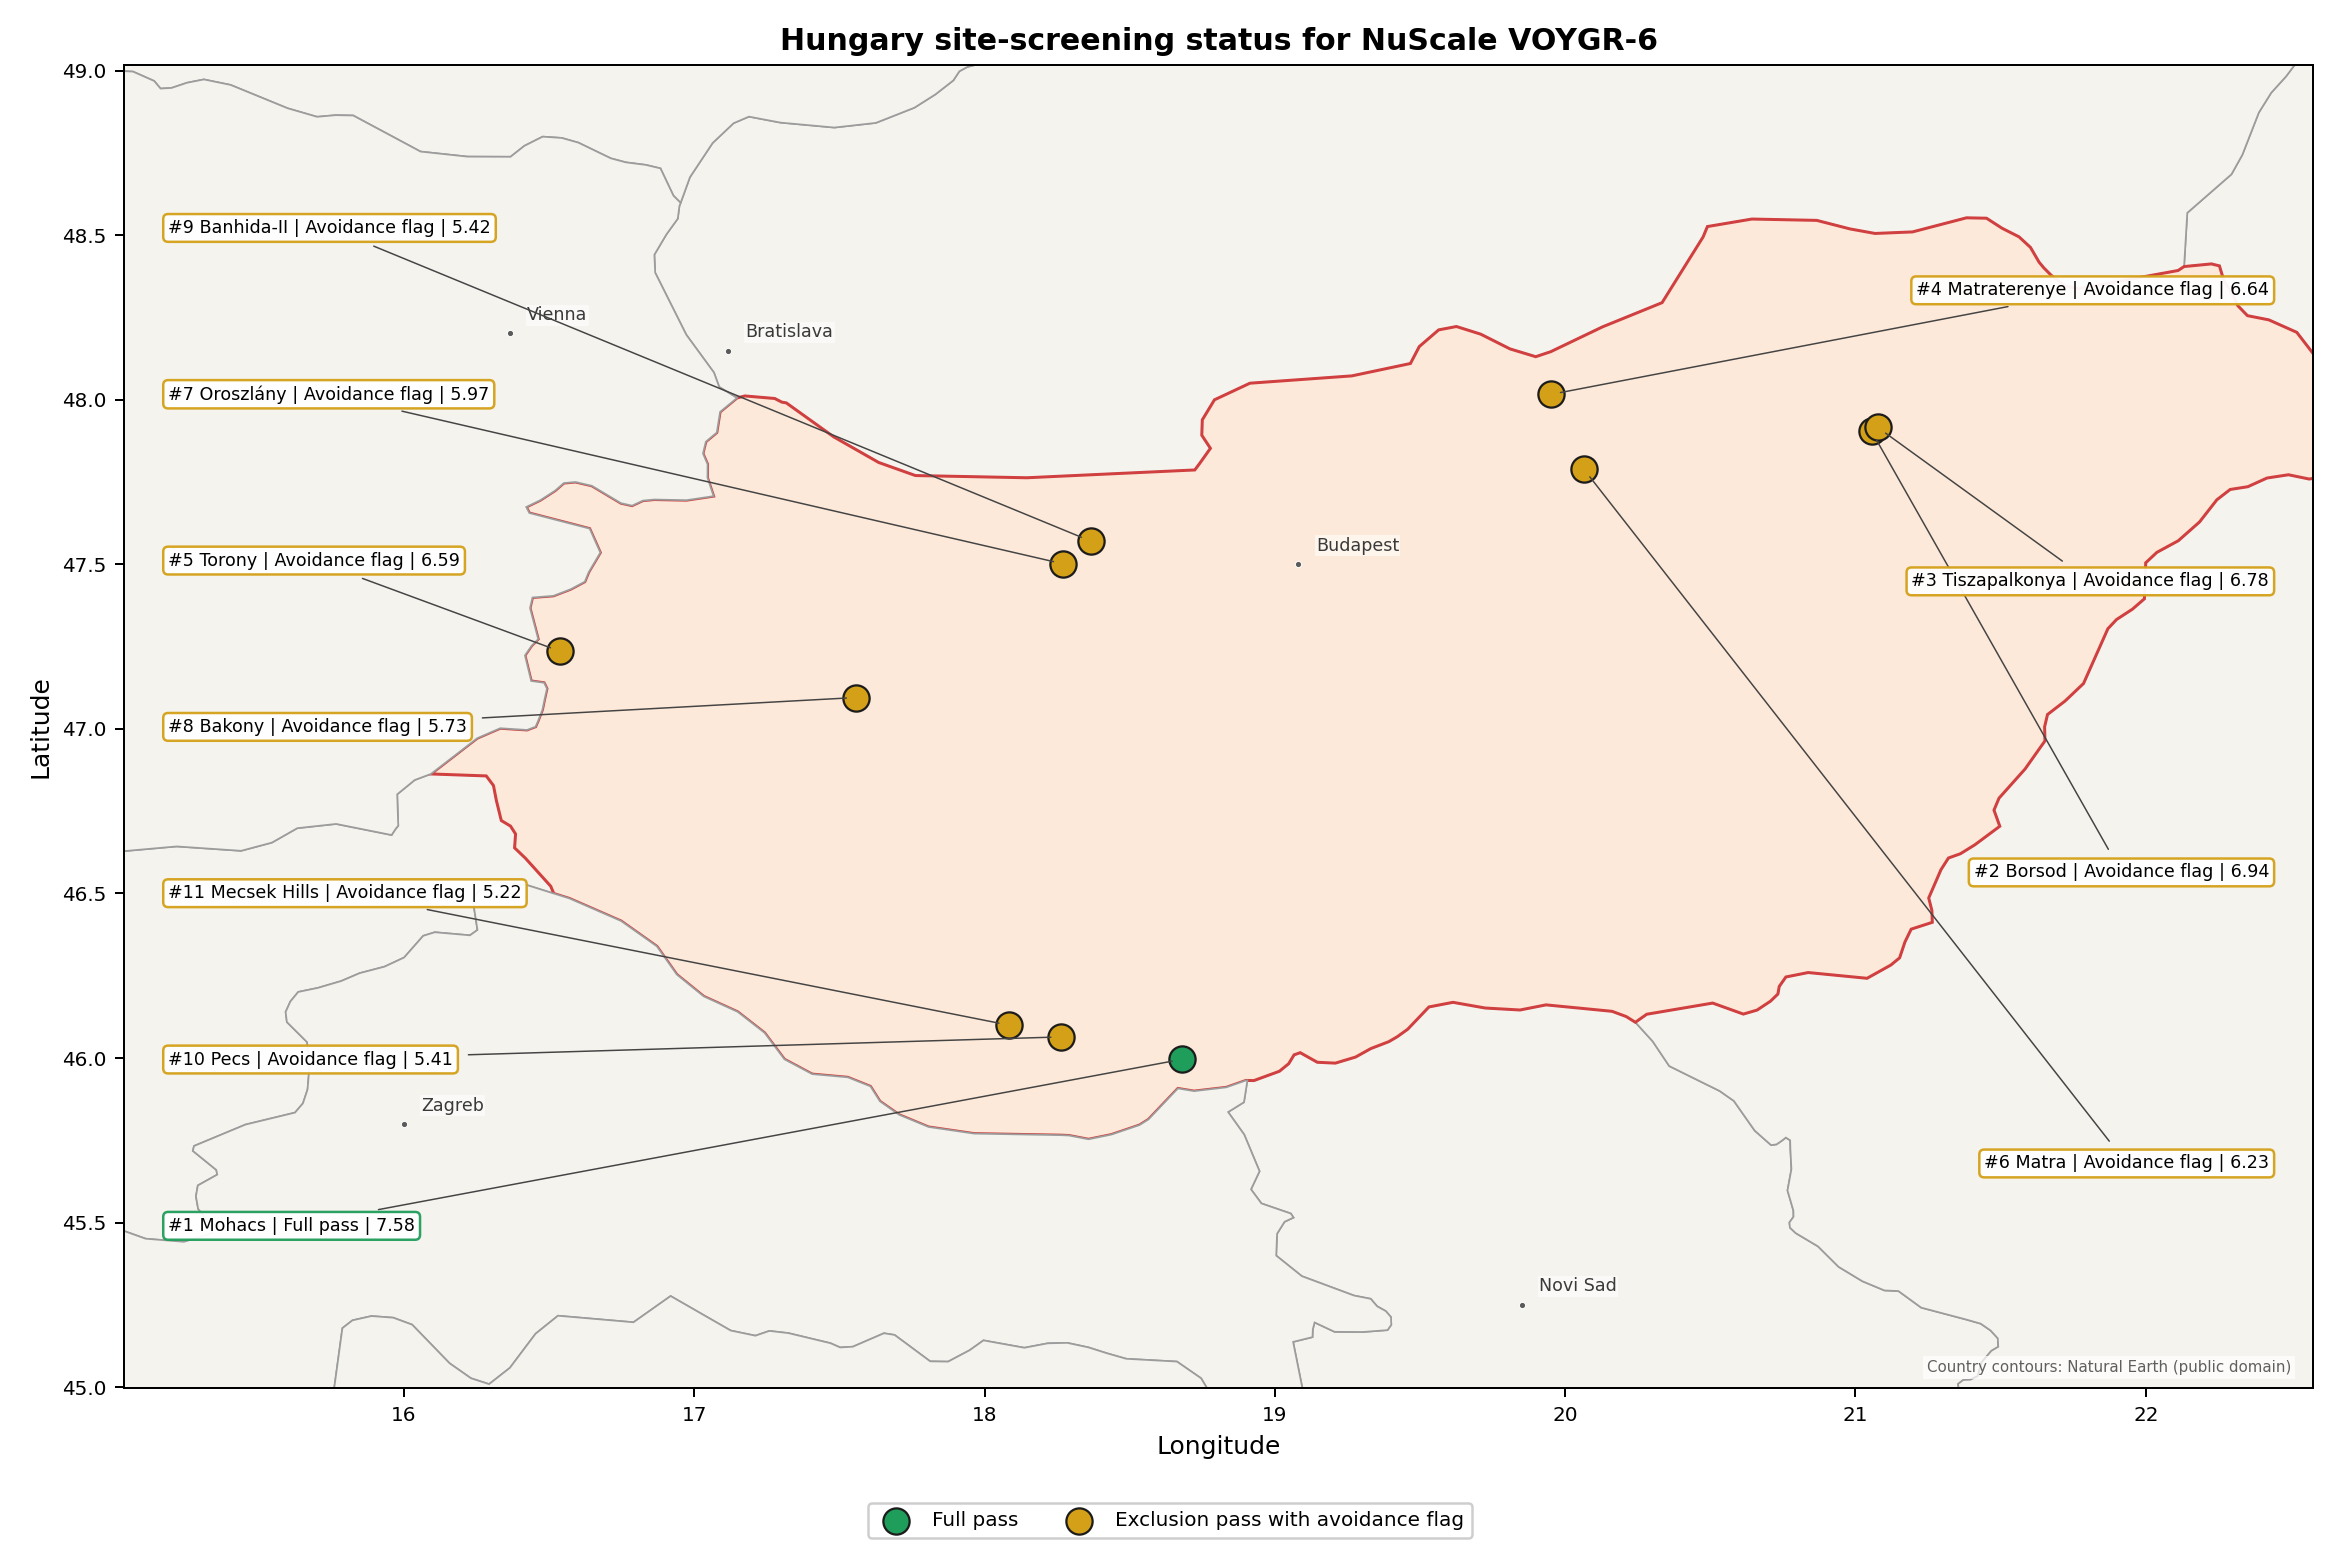 Hungary site-screening status for NuScale VOYGR-6
49.0
48.5
48.0
47.5
47.0
46.5
46.0
45.5
45.0
Latitude
#9 Banhida-II | Avoidance flag | 5.42
#4 Matraterenye | Avoidance flag | 6.64
Vienna
Bratislava
#7 Oroszlány | Avoidance flag | 5.97
Budapest
#5 Torony | Avoidance flag | 6.59
#3 Tiszapalkonya | Avoidance flag | 6.78
#8 Bakony | Avoidance flag | 5.73
#2 Borsod | Avoidance flag | 6.94
#11 Mecsek Hills | Avoidance flag | 5.22
#10 Pecs | Avoidance flag | 5.41
Zagreb
#6 Matra | Avoidance flag | 6.23
#1 Mohacs | Full pass | 7.58
Novi Sad
Country contours: Natural Earth (public domain)
16 17 18 19 20 21 22
Longitude
Full pass
Exclusion pass with avoidance flag